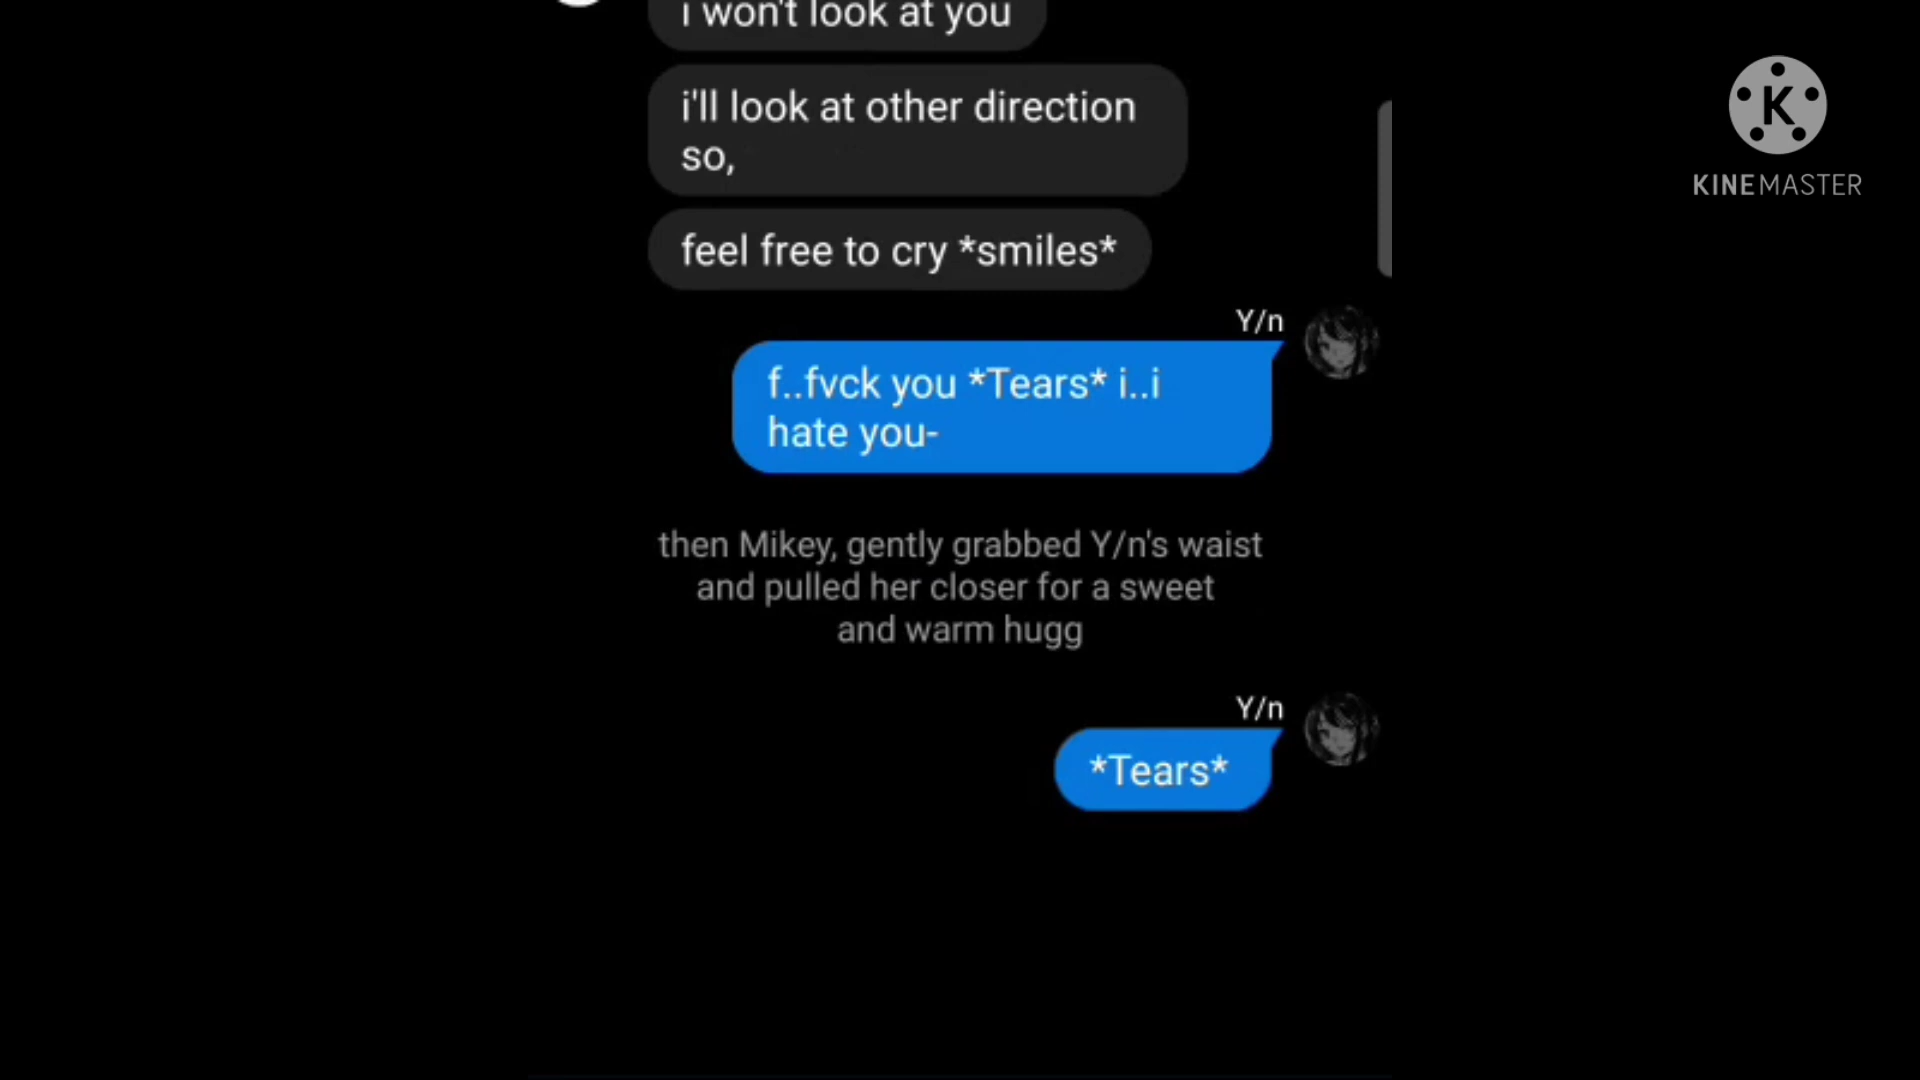 i won't look at you
i'll look at other direction
so,
feel free to cry *smiles*
Y/n
f..fvck you *Tears* i..i
hate you-
then Mikey, gently grabbed Y/n's waist
and pulled her closer for a sweet
and warm hugg
Y/n
*Tears*
K
KINEMASTER